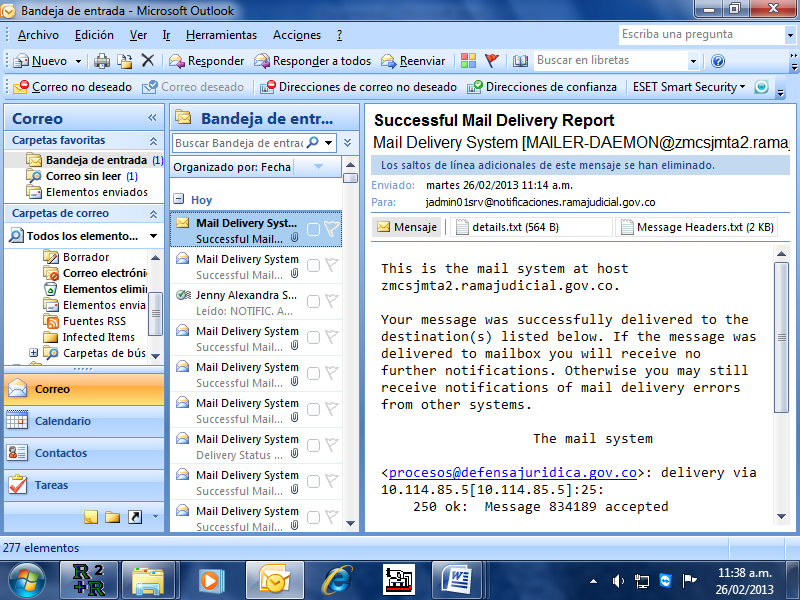 Bandeja de entrada - Microsoft Outlook
Archivo Edición Ver Ir Herramientas Acciones ?
Escriba una pregunta
Nuevo Responder Responder a todos Reenviar Buscar en libretas
Correo no deseado Correo deseado Direcciones de correo no deseado Direcciones de confianza ESET Smart Security
Correo
Carpetas favoritas
Bandeja de entrada (1)
Correo sin leer (1)
Elementos enviados
Carpetas de correo
Todos los elemento...
Borrador
Correo electróni
Elementos elimi
Elementos envia
Fuentes RSS
Infected Items
Carpetas de bús
Correo
Calendario
Contactos
Tareas
Bandeja de entr...
Buscar Bandeja de entrac
Organizado por: Fecha
Hoy
Mail Delivery Syst...
Successful Mail...
Mail Delivery System
Successful Mail...
Jenny Alexandra S...
Leído: NOTIFIC. A...
Mail Delivery System
Successful Mail...
Mail Delivery System
Successful Mail...
Mail Delivery System
Successful Mail...
Mail Delivery System
Delivery Status ...
Mail Delivery System
Successful Mail...
Mail Delivery System
Successful Mail...
Successful Mail Delivery Report
Mail Delivery System [MAILER-DAEMON@zmcsjmta2.ramaj
Los saltos de línea adicionales de este mensaje se han eliminado.
Enviado: martes 26/02/2013 11:14 a.m.
Para: jadmin01srv@notificaciones.ramajudicial.gov.co
Mensaje details.txt (564 B) Message Headers.txt (2 KB)
This is the mail system at host
zmcsjmta2.ramajudicial.gov.co.
Your message was successfully delivered to the
destination(s) listed below. If the message was
delivered to mailbox you will receive no
further notifications. Otherwise you may still
receive notifications of mail delivery errors
from other systems.
The mail system
<procesos@defensajuridica.gov.co>: delivery via
10.114.85.5[10.114.85.5]:25:
250 ok:  Message 834189 accepted
277 elementos
R2
+R
11:38 a.m.
26/02/2013